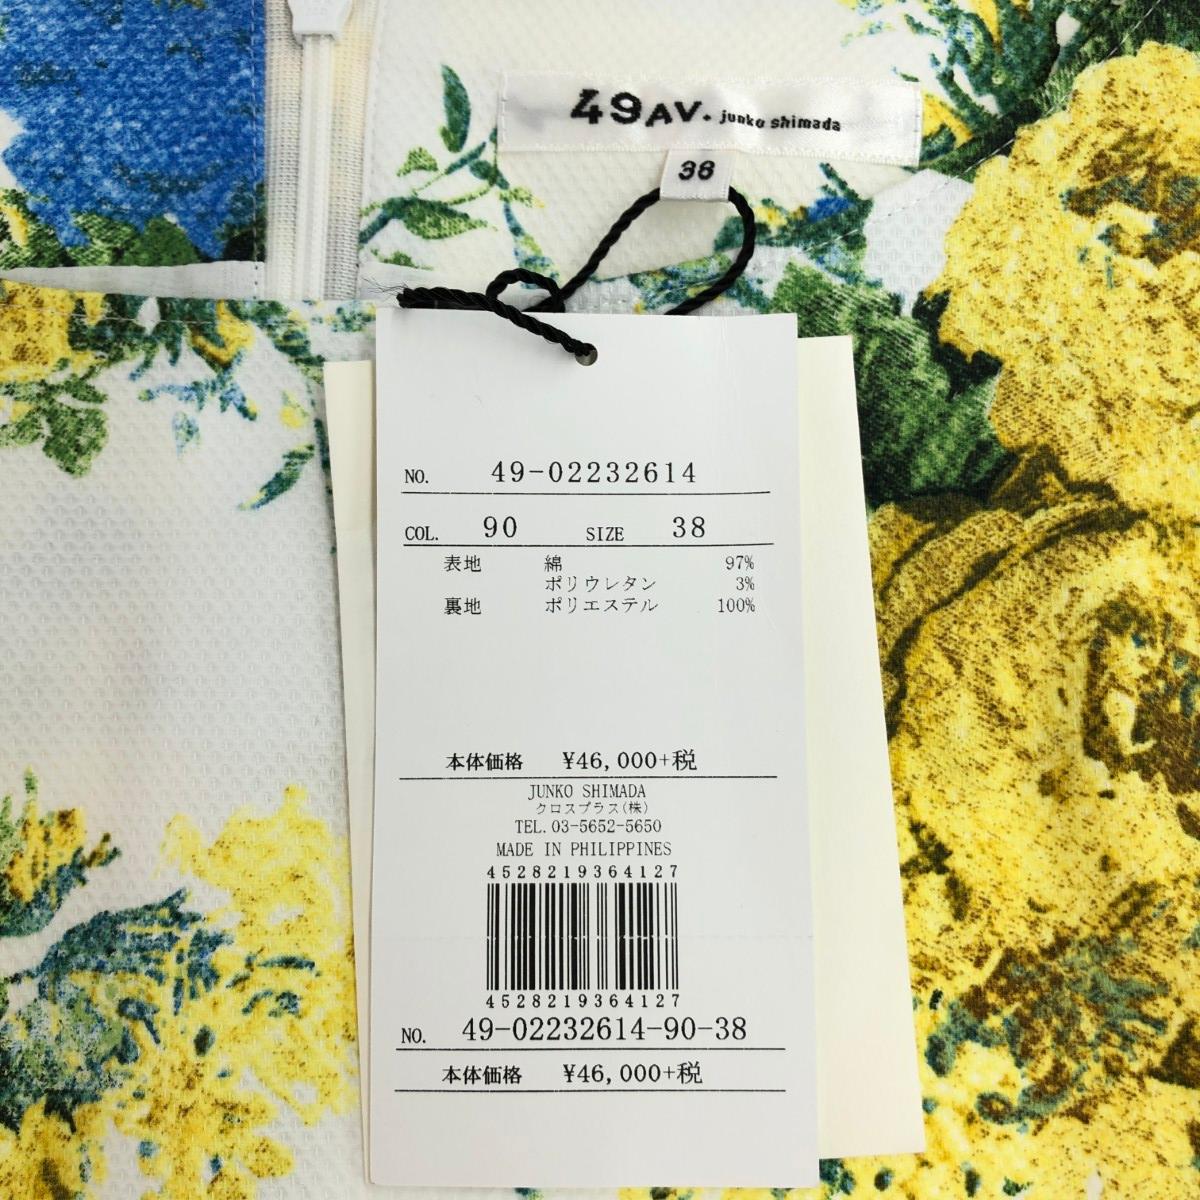 49AV. junko shimada
38
NO. 49-02232614
COL. 90 SIZE 38
表地 綿 97%
ポリウレタン 3%
裏地 ポリエステル 100%
本体価格 ¥46,000+税
JUNKO SHIMADA
クロスプラス(株)
TEL.03-5652-5650
MADE IN PHILIPPINES
4528219364127
4528219364127
NO. 49-02232614-90-38
本体価格 ¥46,000+税